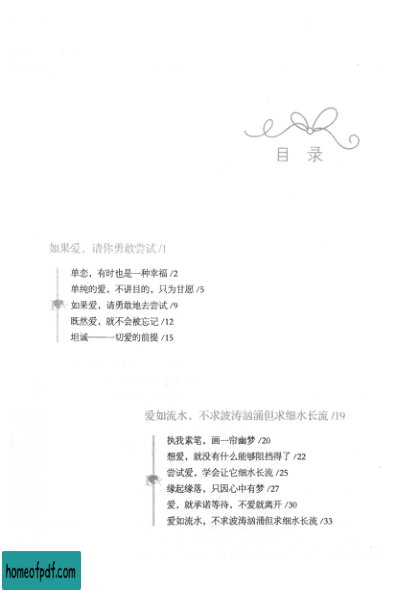 目 录
如果爱，请你勇敢尝试/1
单恋，有时也是一种幸福/2
单纯的爱，不讲目的，只为甘愿/5
如果爱，请勇敢地去尝试/9
既然爱，就不会被忘记/12
坦诚——一切爱的前提/15
爱如流水，不求波涛汹涌但求细水长流/19
执我素笔，画一帘幽梦/20
想爱，就没有什么能够阻挡得了/22
尝试爱，学会让它细水长流/25
缘起缘落，只因心中有梦/27
爱，就承诺等待，不爱就离开/30
爱如流水，不求波涛汹涌但求细水长流/33
homeofpdf.com